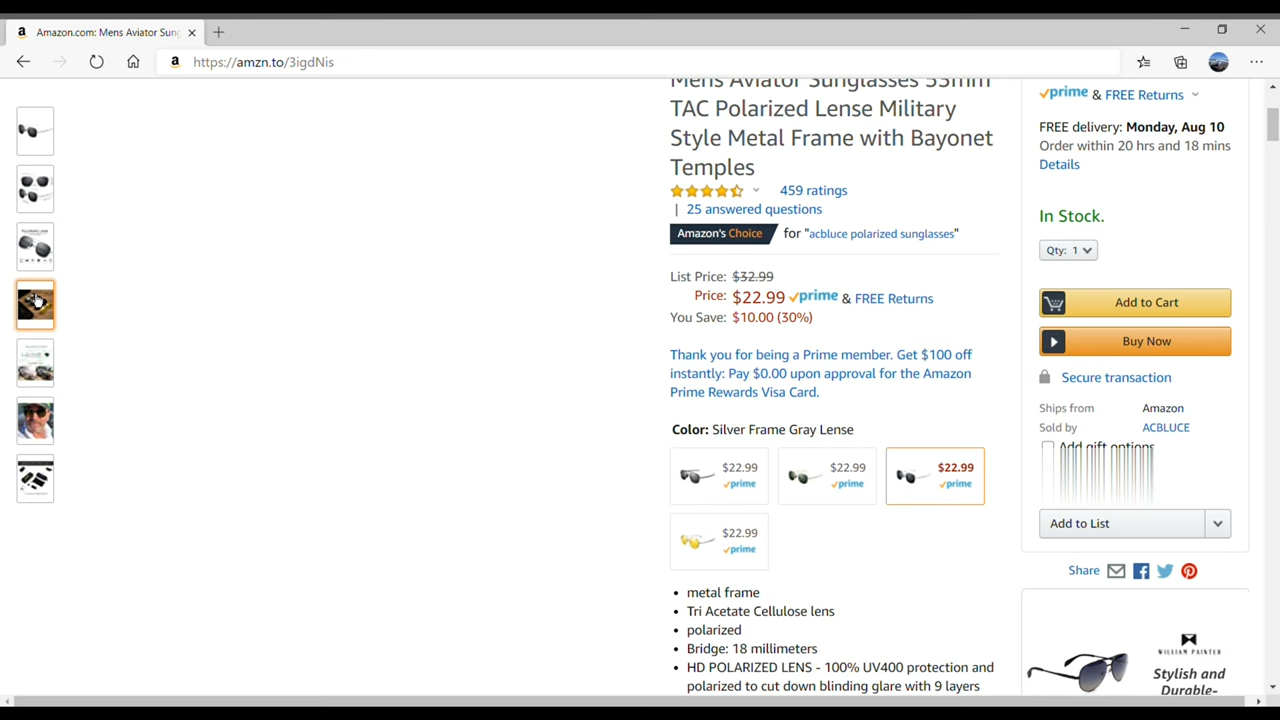 Amazon.com: Mens Aviator Sung
https://amzn.to/3igdNis
Mens Aviator Sunglasses 55mm
TAC Polarized Lense Military
Style Metal Frame with Bayonet
Temples
459 ratings
| 25 answered questions
Amazon's Choice for "acbluce polarized sunglasses"
List Price: $32.99
Price: $22.99 prime & FREE Returns
You Save: $10.00 (30%)
Thank you for being a Prime member. Get $100 off
instantly: Pay $0.00 upon approval for the Amazon
Prime Rewards Visa Card.
Color: Silver Frame Gray Lense
$22.99 prime
$22.99 prime
$22.99 prime
$22.99 prime
• metal frame
• Tri Acetate Cellulose lens
• polarized
• Bridge: 18 millimeters
• HD POLARIZED LENS - 100% UV400 protection and
polarized to cut down blinding glare with 9 layers
prime & FREE Returns
FREE delivery: Monday, Aug 10
Order within 20 hrs and 18 mins
Details
In Stock.
Qty: 1
Add to Cart
Buy Now
Secure transaction
Ships from Amazon
Sold by ACBLUCE
Add gift options
Add to List
Share
WILLIAM PAINTER
Stylish and
Durable-